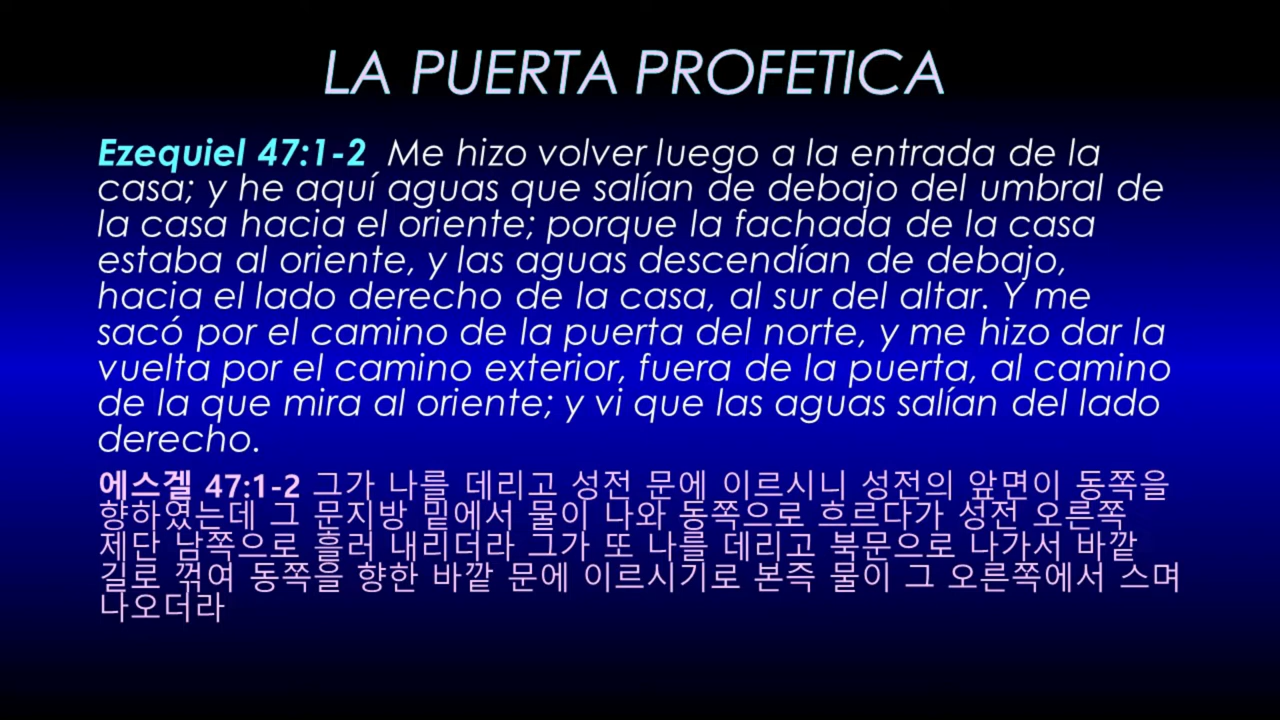 LA PUERTA PROFETICA
Ezequiel 47:1-2 Me hizo volver luego a la entrada de la
casa; y he aquí aguas que salían de debajo del umbral de
la casa hacia el oriente; porque la fachada de la casa
estaba al oriente, y las aguas descendían de debajo,
hacia el lado derecho de la casa, al sur del altar. Y me
sacó por el camino de la puerta del norte, y me hizo dar la
vuelta por el camino exterior, fuera de la puerta, al camino
de la que mira al oriente; y vi que las aguas salían del lado
derecho.
에스겔 47:1-2 그가 나를 데리고 성전 문에 이르시니 성전의 앞면이 동쪽을
향하였는데 그 문지방 밑에서 물이 나와 동쪽으로 흐르다가 성전 오른쪽
제단 남쪽으로 흘러 내리더라 그가 또 나를 데리고 북문으로 나가서 바깥
길로 꺾여 동쪽을 향한 바깥 문에 이르시기로 본즉 물이 그 오른쪽에서 스며
나오더라